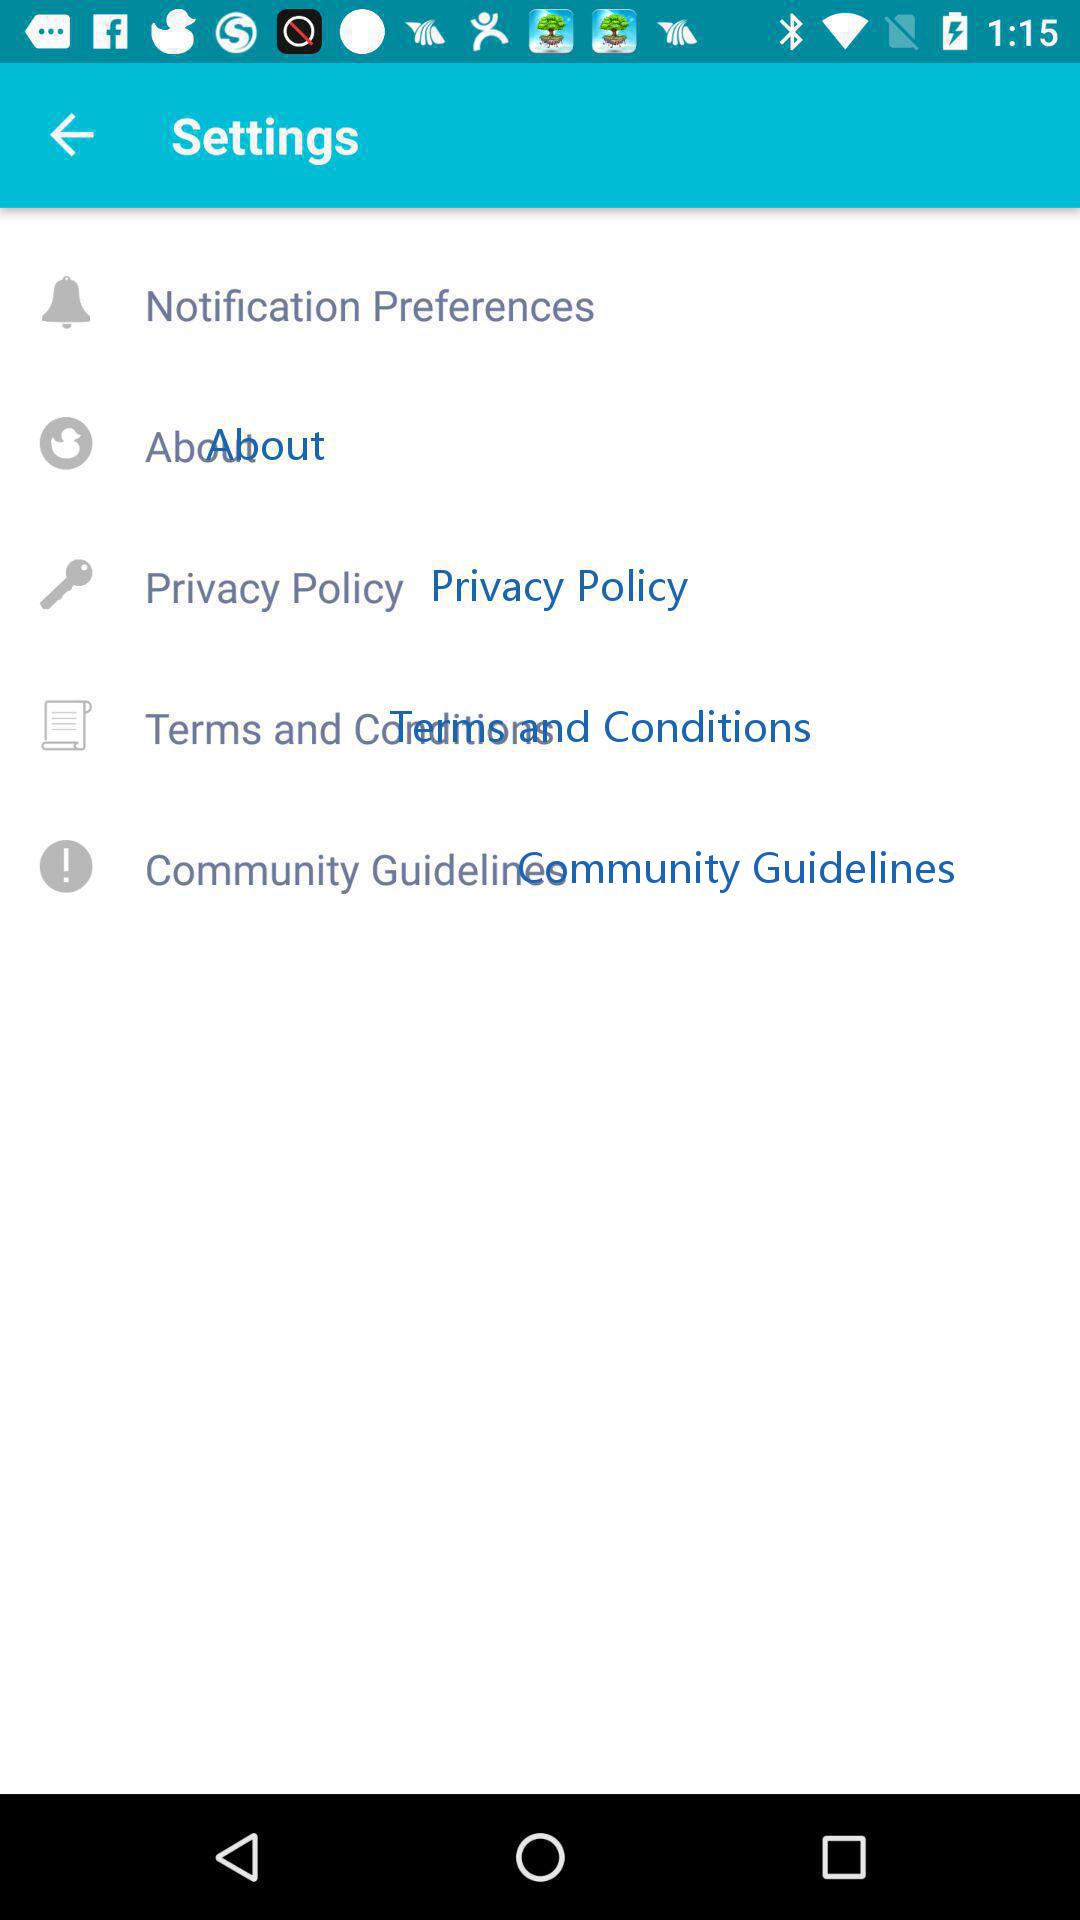 1:15
Settings
Notification Preferences
About About
Privacy Policy Privacy Policy
Terms and Conditions Terms and Conditions
Community Guidelines Community Guidelines